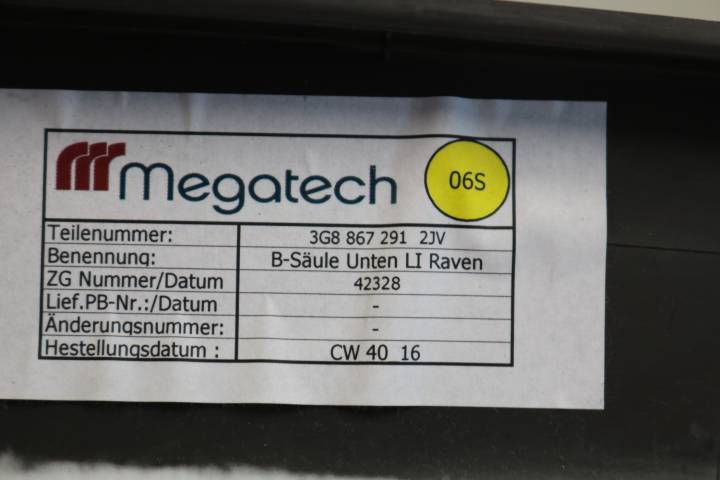 megatech 06S
Teilenummer: 3G8 867 291 2JV
Benennung: B-Säule Unten LI Raven
ZG Nummer/Datum 42328
Lief.PB-Nr.:/Datum -
Änderungsnummer: -
Hestellungsdatum : CW 40 16